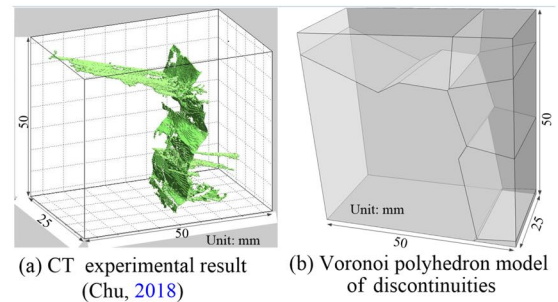 50
25
50
Unit: mm
50
25
50
Unit: mm
(a) CT experimental result
(Chu, 2018)
(b) Voronoi polyhedron model
of discontinuities